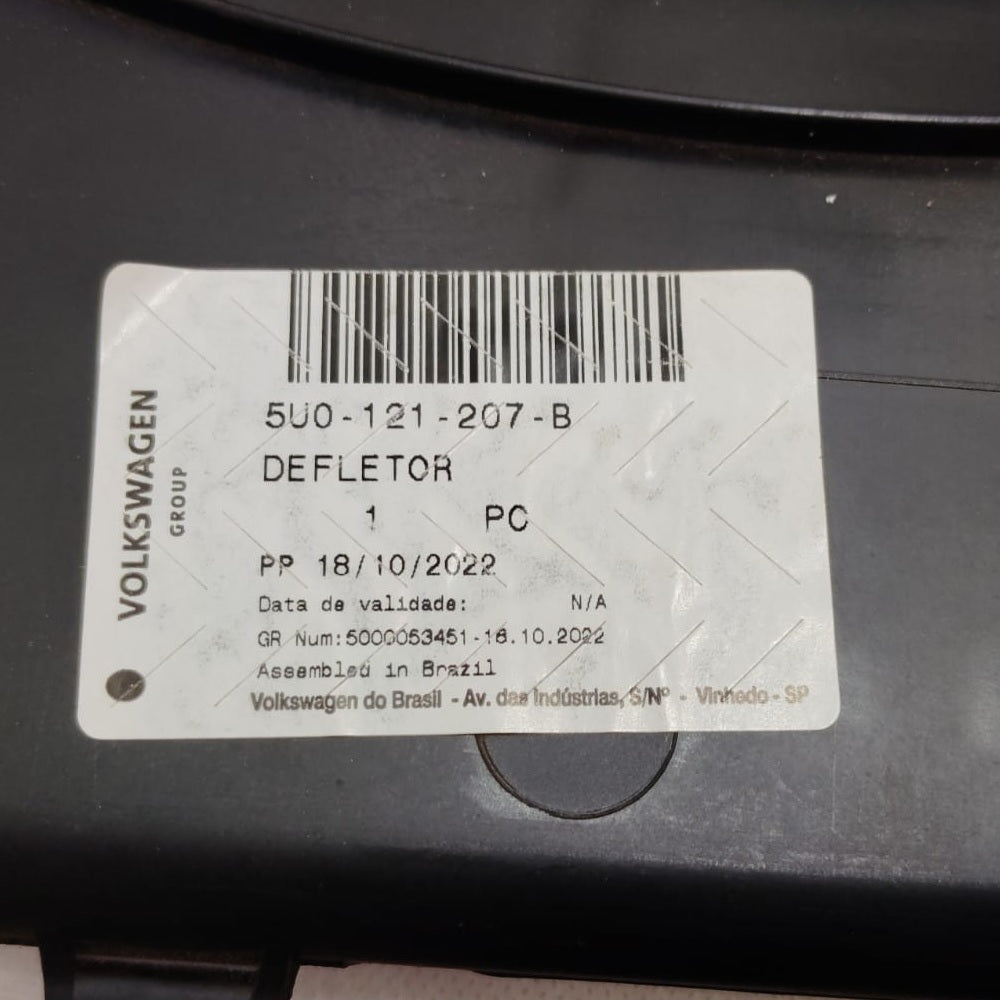 VOLKSWAGEN
GROUP
5U0-121-207-B
DEFLETOR
1 PC
PP 18/10/2022
Data de validade: N/A
GR Num:5000053451-18.10.2022
Assembled in Brazil
Volkswagen do Brasil - Av. das Indústrias, S/Nº - Vinhedo - SP